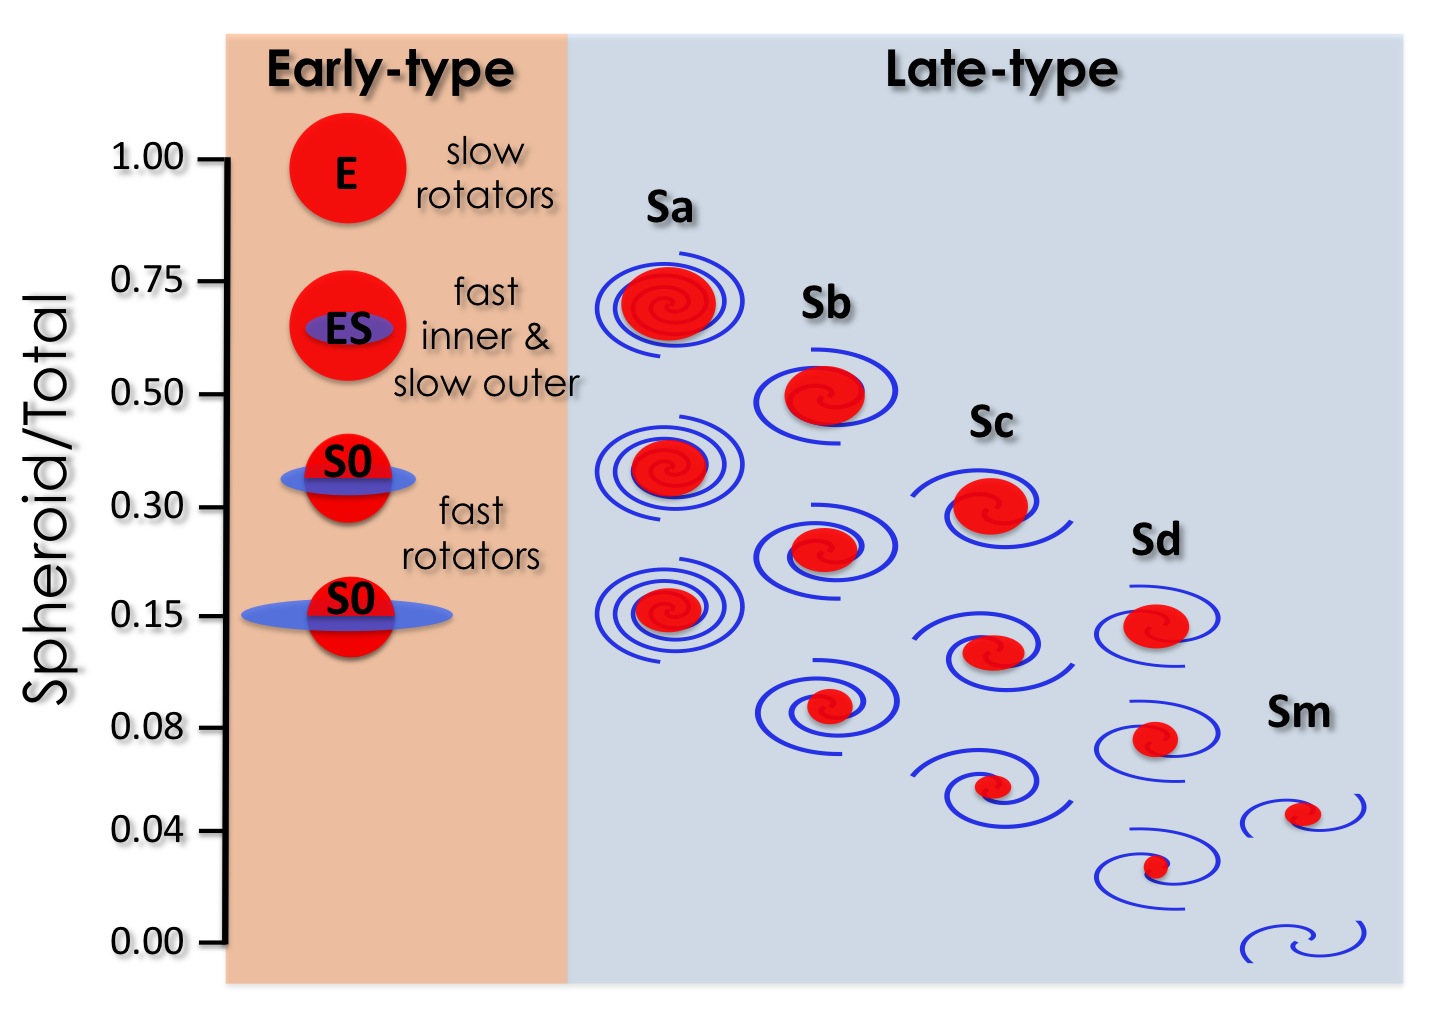 Early-type
Late-type
Spheroid/Total
1.00
0.75
0.50
0.30
0.15
0.08
0.04
0.00
E
slow
rotators
ES
fast
inner &
slow outer
S0
fast
rotators
S0
Sa
Sb
Sc
Sd
Sm